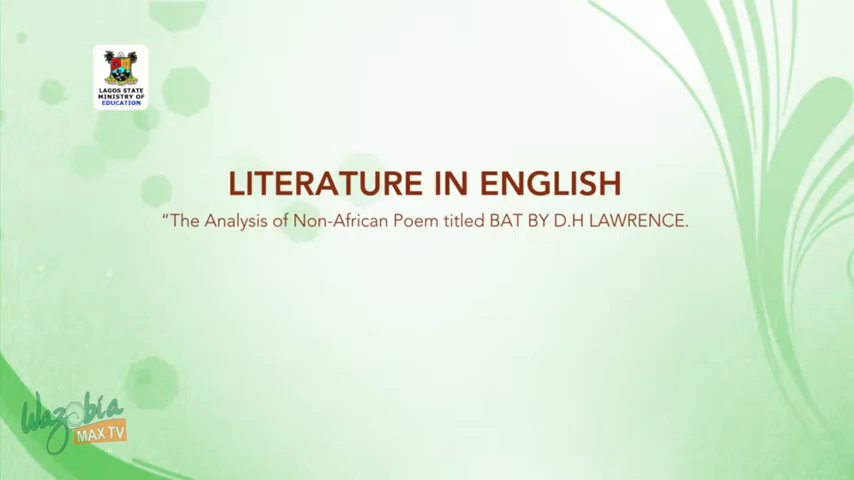 LAGOS STATE
MINISTRY OF
EDUCATION
LITERATURE IN ENGLISH
“The Analysis of Non-African Poem titled BAT BY D.H LAWRENCE.
Wazobia
MAX TV